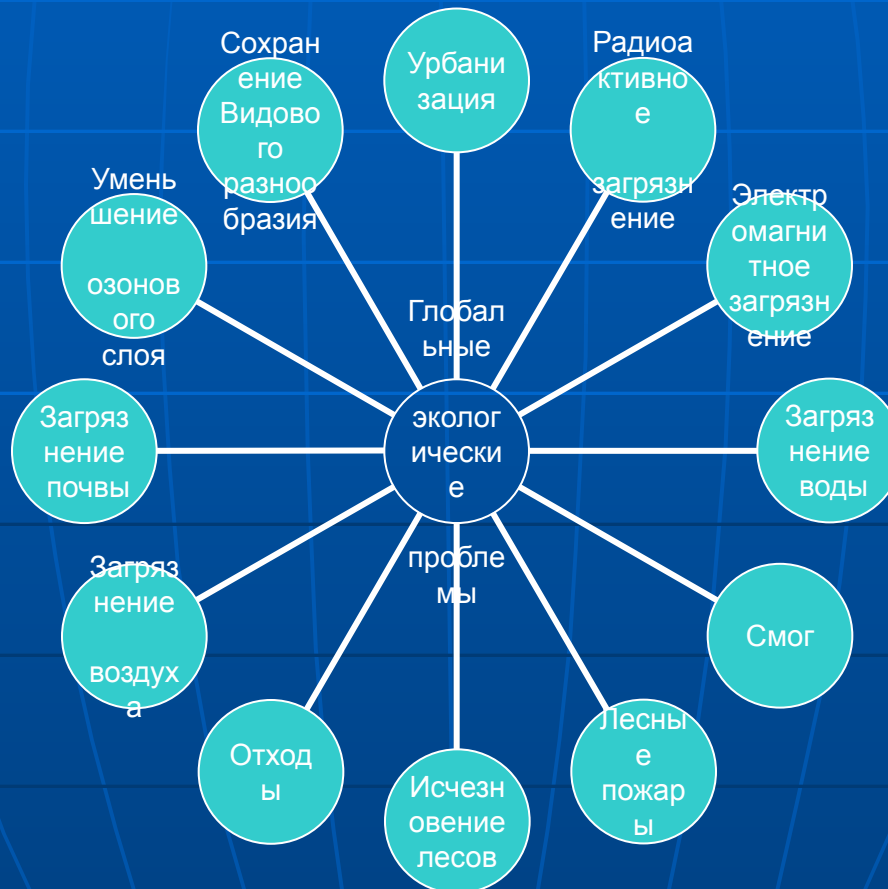 Урбани
зация
Радиоа
ктивно
е
загрязн
ение
Электр
омагни
тное
загрязн
ение
Загряз
нение
воды
Смог
Лесны
е
пожар
ы
Исчезн
овение
лесов
Отход
ы
Загряз
нение
воздух
а
Загряз
нение
почвы
Умень
шение
озонов
ого
слоя
Сохран
ение
Видово
го
разноо
бразия
Глобал
ьные
эколог
ически
е
пробле
мы